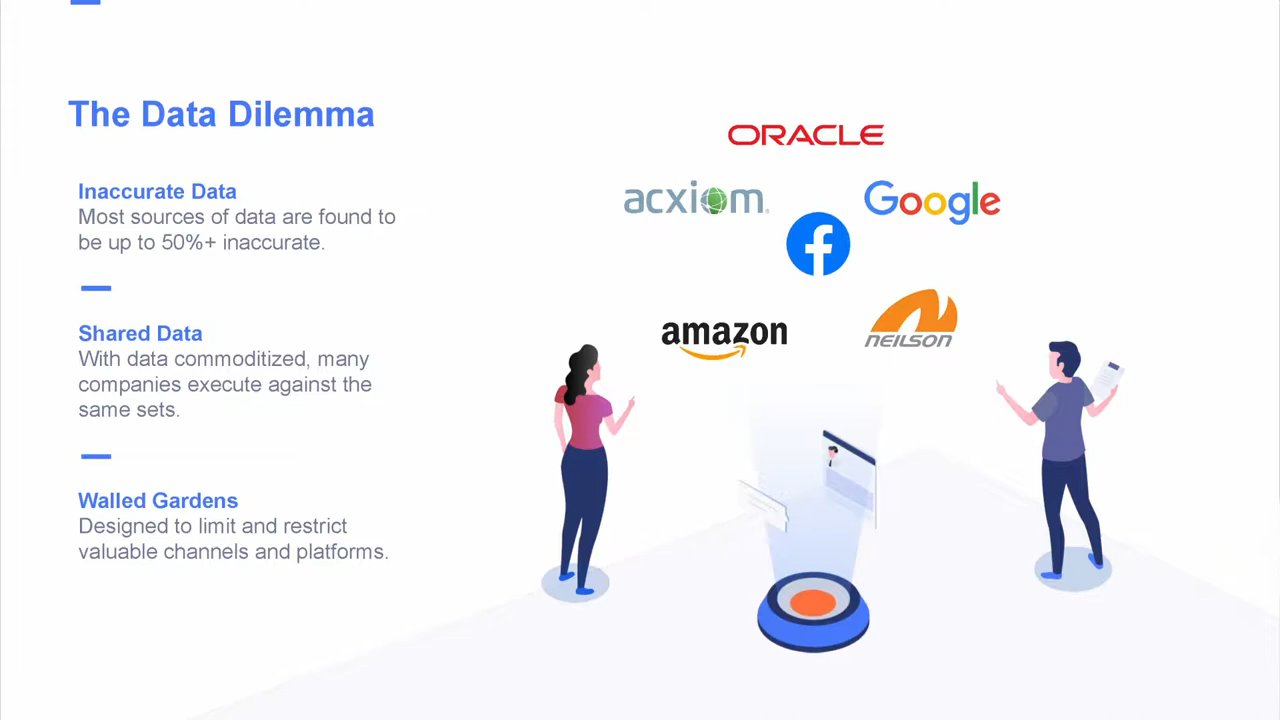 The Data Dilemma
Inaccurate Data
Most sources of data are found to
be up to 50%+ inaccurate.
Shared Data
With data commoditized, many
companies execute against the
same sets.
Walled Gardens
Designed to limit and restrict
valuable channels and platforms.
ORACLE
acxiom
Google
amazon
NEILSON